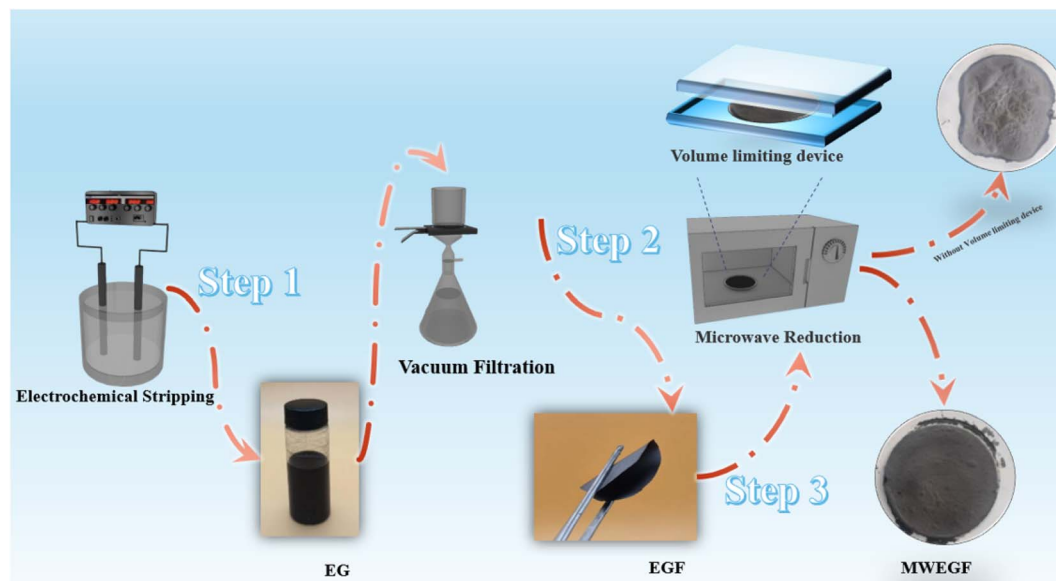 Volume limiting device
Without Volume limiting device
Step 1
Step 2
Electrochemical Stripping
Vacuum Filtration
Microwave Reduction
Step 3
EG
EGF
MWEGF